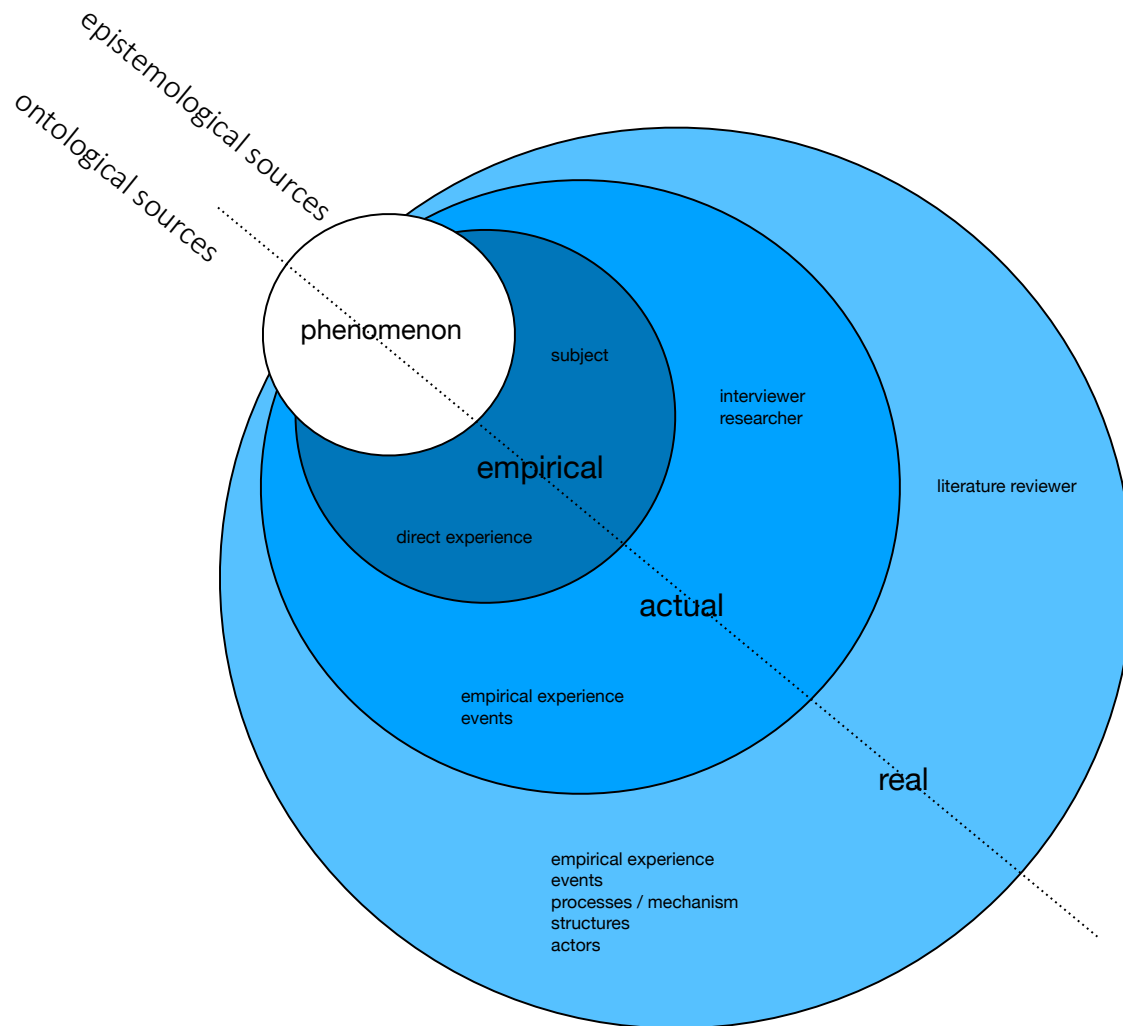 epistemological sources
ontological sources
phenomenon
subject
interviewer
researcher
empirical
literature reviewer
direct experience
actual
empirical experience
events
real
empirical experience
events
processes / mechanism
structures
actors